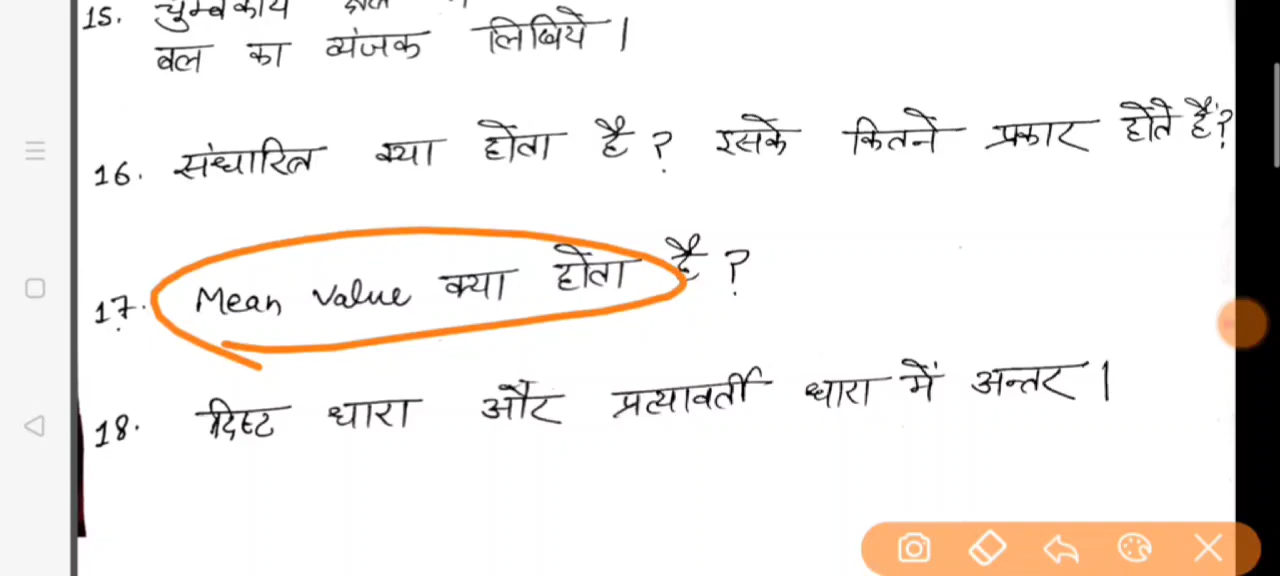 15. चुम्बकीय
बल का व्यंजक लिखिये।
16. संधारित्र क्या होता है? इसके कितने प्रकार होते हैं?
17. Mean value क्या होता है?
18. दिष्ट धारा और प्रत्यावर्ती धारा में अन्तर।